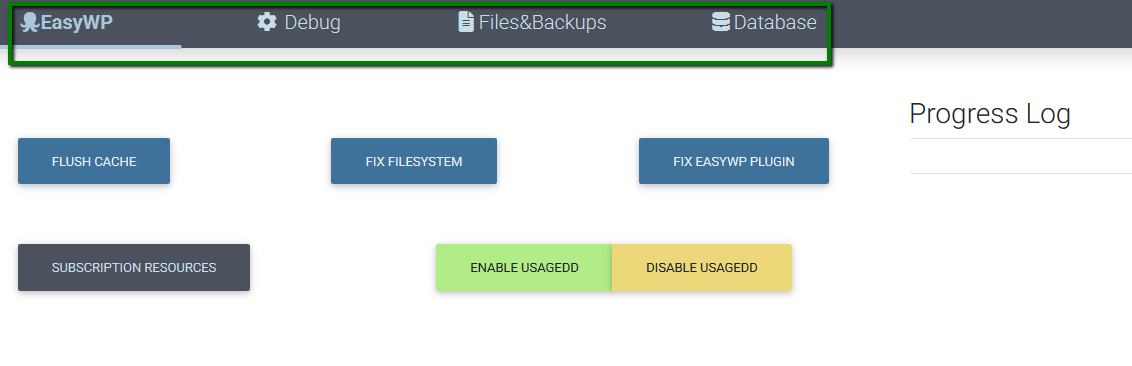 EasyWP Debug Files&Backups Database
Progress Log
FLUSH CACHE FIX FILESYSTEM FIX EASYWP PLUGIN
SUBSCRIPTION RESOURCES ENABLE USAGEDD DISABLE USAGEDD